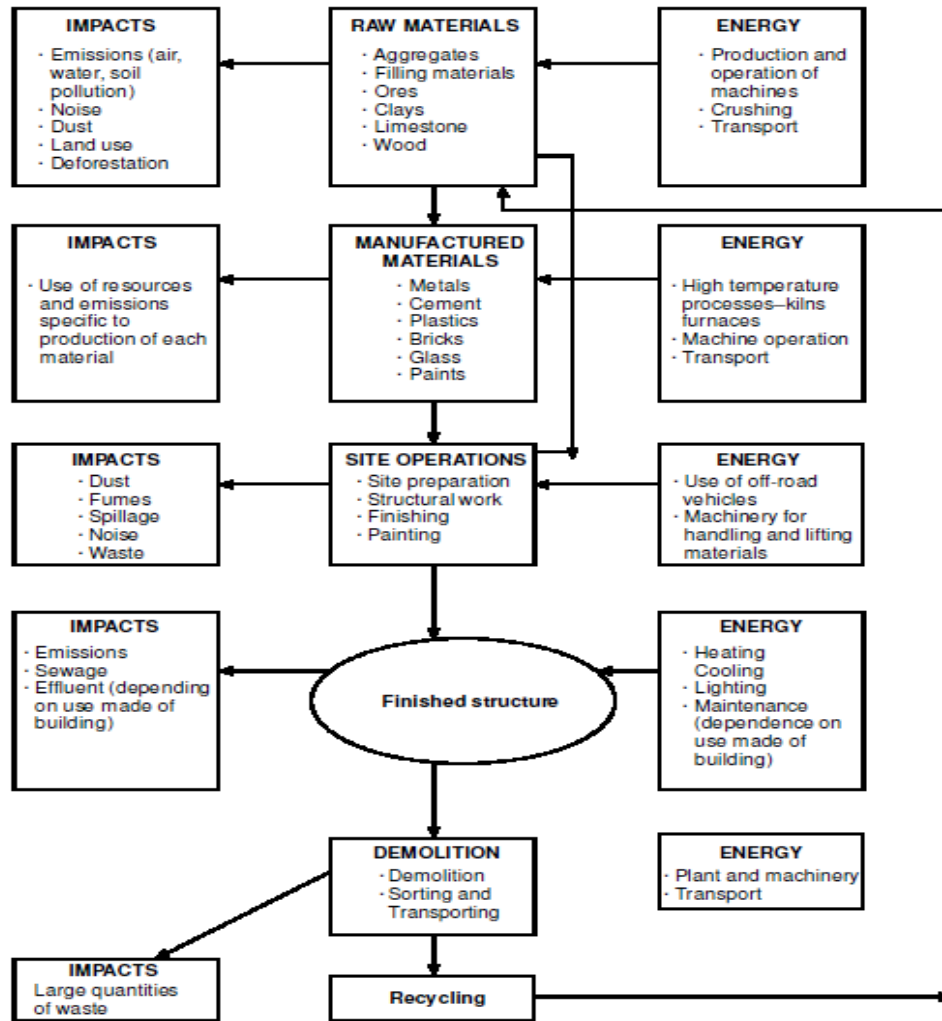 IMPACTS
· Emissions (air,
water, soil
pollution)
· Noise
· Dust
· Land use
· Deforestation
RAW MATERIALS
· Aggregates
· Filling materials
· Ores
· Clays
· Limestone
· Wood
ENERGY
· Production and
operation of
machines
· Crushing
· Transport
IMPACTS
· Use of resources
and emissions
specific to
production of each
material
MANUFACTURED
MATERIALS
· Metals
· Cement
· Plastics
· Bricks
· Glass
· Paints
ENERGY
· High temperature
processes–kilns
furnaces
· Machine operation
· Transport
IMPACTS
· Dust
· Fumes
· Spillage
· Noise
· Waste
SITE OPERATIONS
· Site preparation
· Structural work
· Finishing
· Painting
ENERGY
· Use of off-road
vehicles
· Machinery for
handling and lifting
materials
IMPACTS
· Emissions
· Sewage
· Effluent (depending
on use made of
building)
Finished structure
ENERGY
· Heating
Cooling
· Lighting
· Maintenance
(dependence on
use made of
building)
DEMOLITION
· Demolition
· Sorting and
Transporting
ENERGY
· Plant and machinery
· Transport
IMPACTS
Large quantities
of waste
Recycling